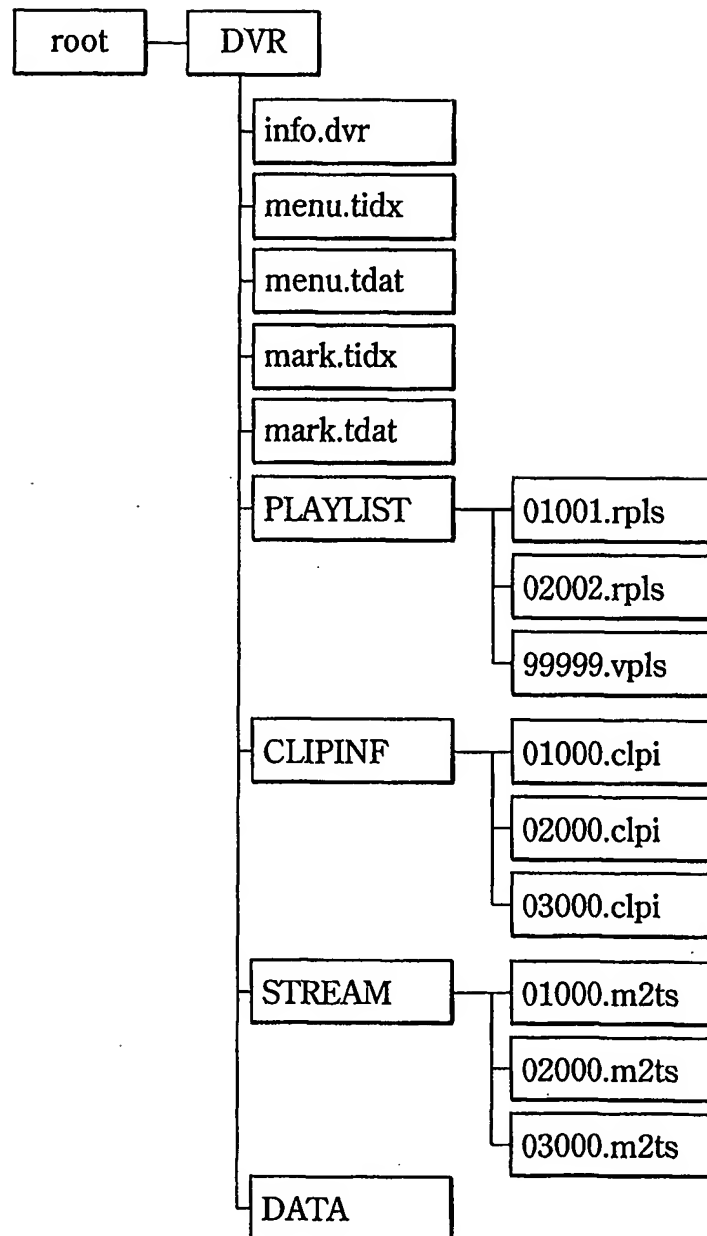 root DVR
info.dvr
menu.tidx
menu.tdat
mark.tidx
mark.tdat
PLAYLIST 01001.rpls
02002.rpls
99999.vpls
CLIPINF 01000.clpi
02000.clpi
03000.clpi
STREAM 01000.m2ts
02000.m2ts
03000.m2ts
DATA